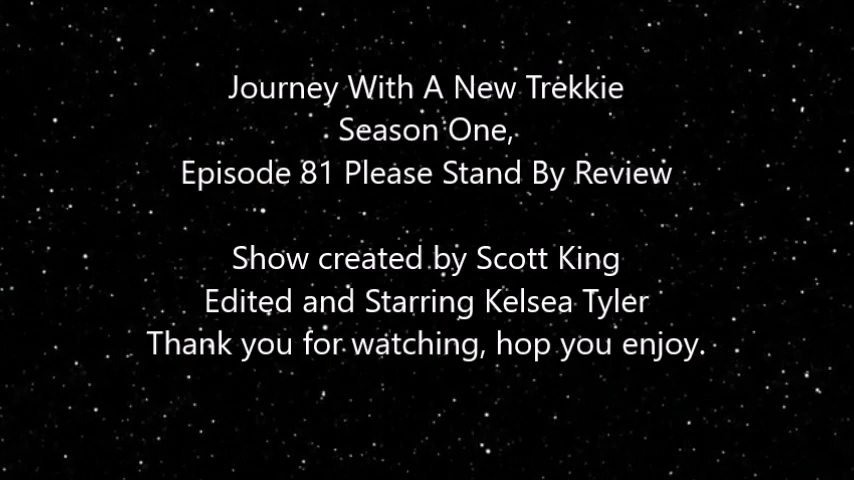 Journey With A New Trekkie
Season One,
Episode 81 Please Stand By Review
Show created by Scott King
Edited and Starring Kelsea Tyler
Thank you for watching, hop you enjoy.